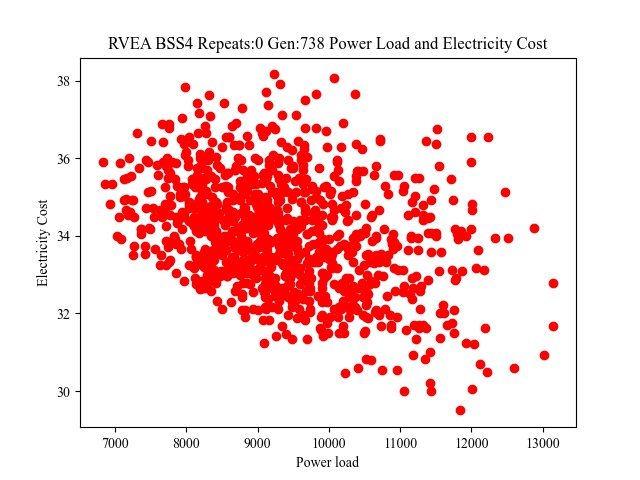 RVEA BSS4 Repeats:0 Gen:738 Power Load and Electricity Cost
Electricity Cost
38
36
34
32
30
7000 8000 9000 10000 11000 12000 13000
Power load